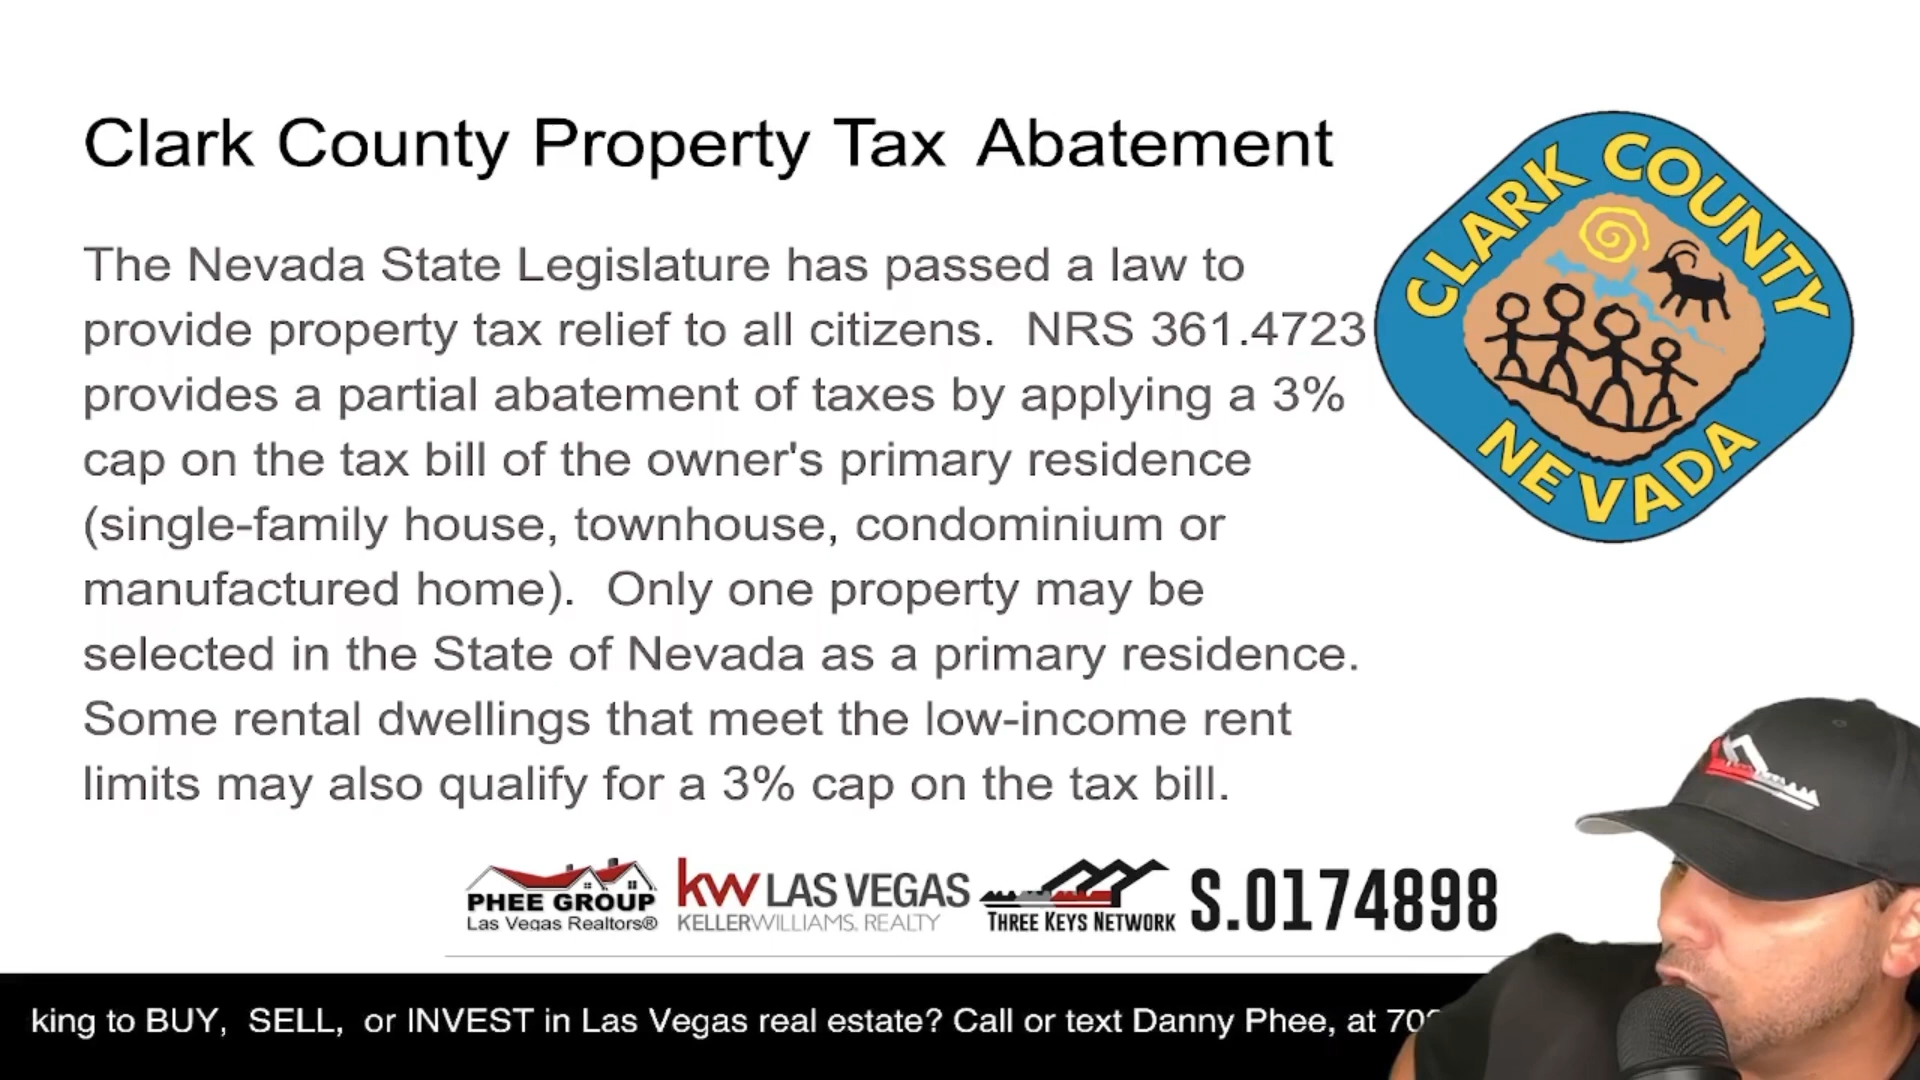 Clark County Property Tax Abatement
The Nevada State Legislature has passed a law to
provide property tax relief to all citizens.  NRS 361.4723
provides a partial abatement of taxes by applying a 3%
cap on the tax bill of the owner's primary residence
(single-family house, townhouse, condominium or
manufactured home).  Only one property may be
selected in the State of Nevada as a primary residence.
Some rental dwellings that meet the low-income rent
limits may also qualify for a 3% cap on the tax bill.
CLARK COUNTY
NEVADA
PHEE GROUP
Las Vegas Realtors®
kw LAS VEGAS
KELLERWILLIAMS. REALTY
THREE KEYS NETWORK
S.0174898
king to BUY,  SELL,  or INVEST in Las Vegas real estate? Call or text Danny Phee, at 70